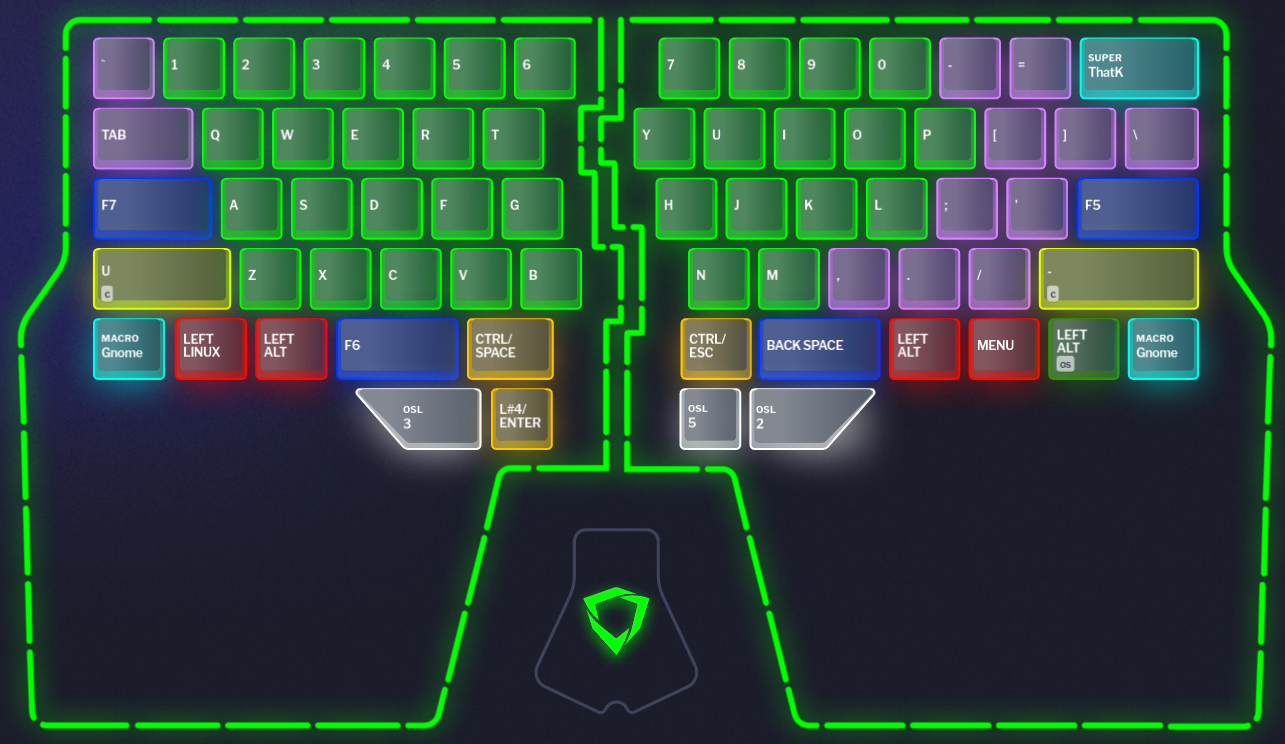 ` 1 2 3 4 5 6 7 8 9 0 - = SUPER
ThatK
TAB Q W E R T Y U I O P [ ] \
F7 A S D F G H J K L ; ' F5
U Z X C V B N M , . / -
c c
MACRO
Gnome
LEFT
LINUX
LEFT
ALT
F6
CTRL/
SPACE
CTRL/
ESC
BACK SPACE
LEFT
ALT
MENU
LEFT
ALT
os
MACRO
Gnome
OSL
3
L#4/
ENTER
OSL
5
OSL
2